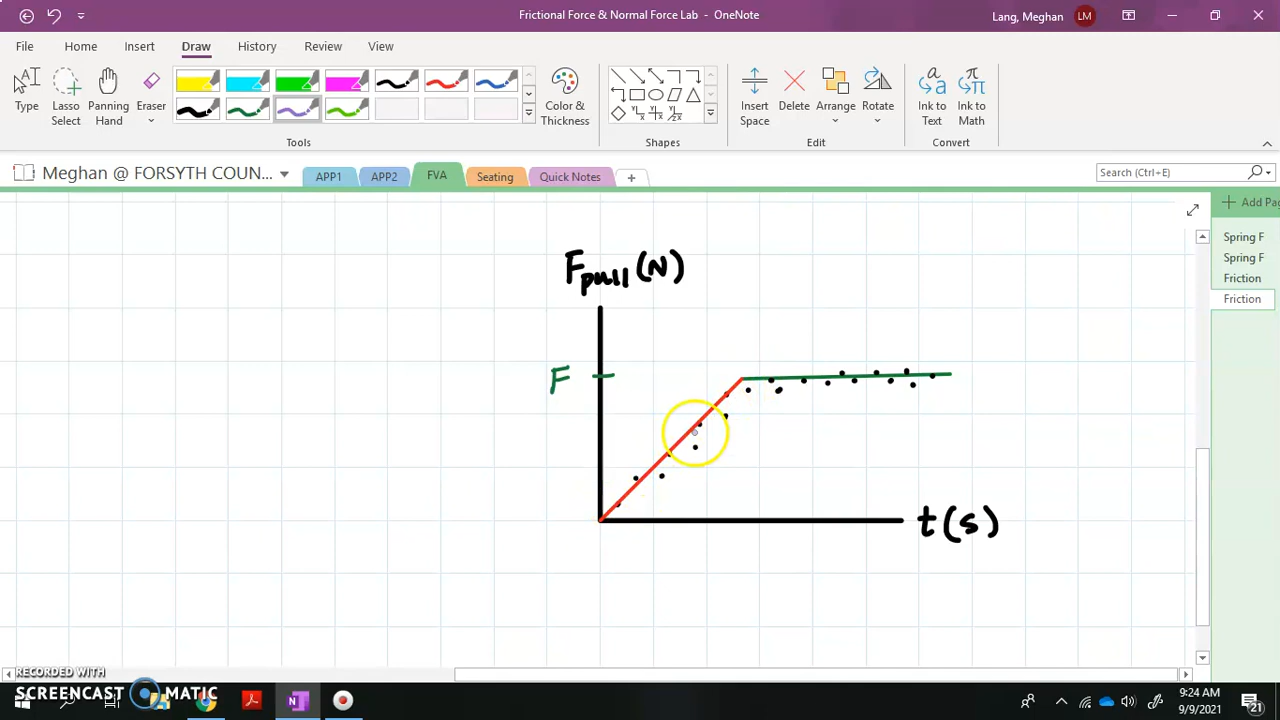 Frictional Force & Normal Force Lab - OneNote
Lang, Meghan LM
File Home Insert Draw History Review View
Type
Lasso Select
Panning Hand
Eraser
Color & Thickness
Insert Space
Delete
Arrange
Rotate
Ink to Text
Ink to Math
Tools
Shapes
Edit
Convert
Meghan @ FORSYTH COUN...
APP1 APP2 FVA Seating Quick Notes
Search (Ctrl+E)
Add Pag
Spring F
Spring F
Friction
Friction
Fpull (N)
F
t(s)
RECORDED WITH
SCREENCAST MATIC
9:24 AM
9/9/2021
21